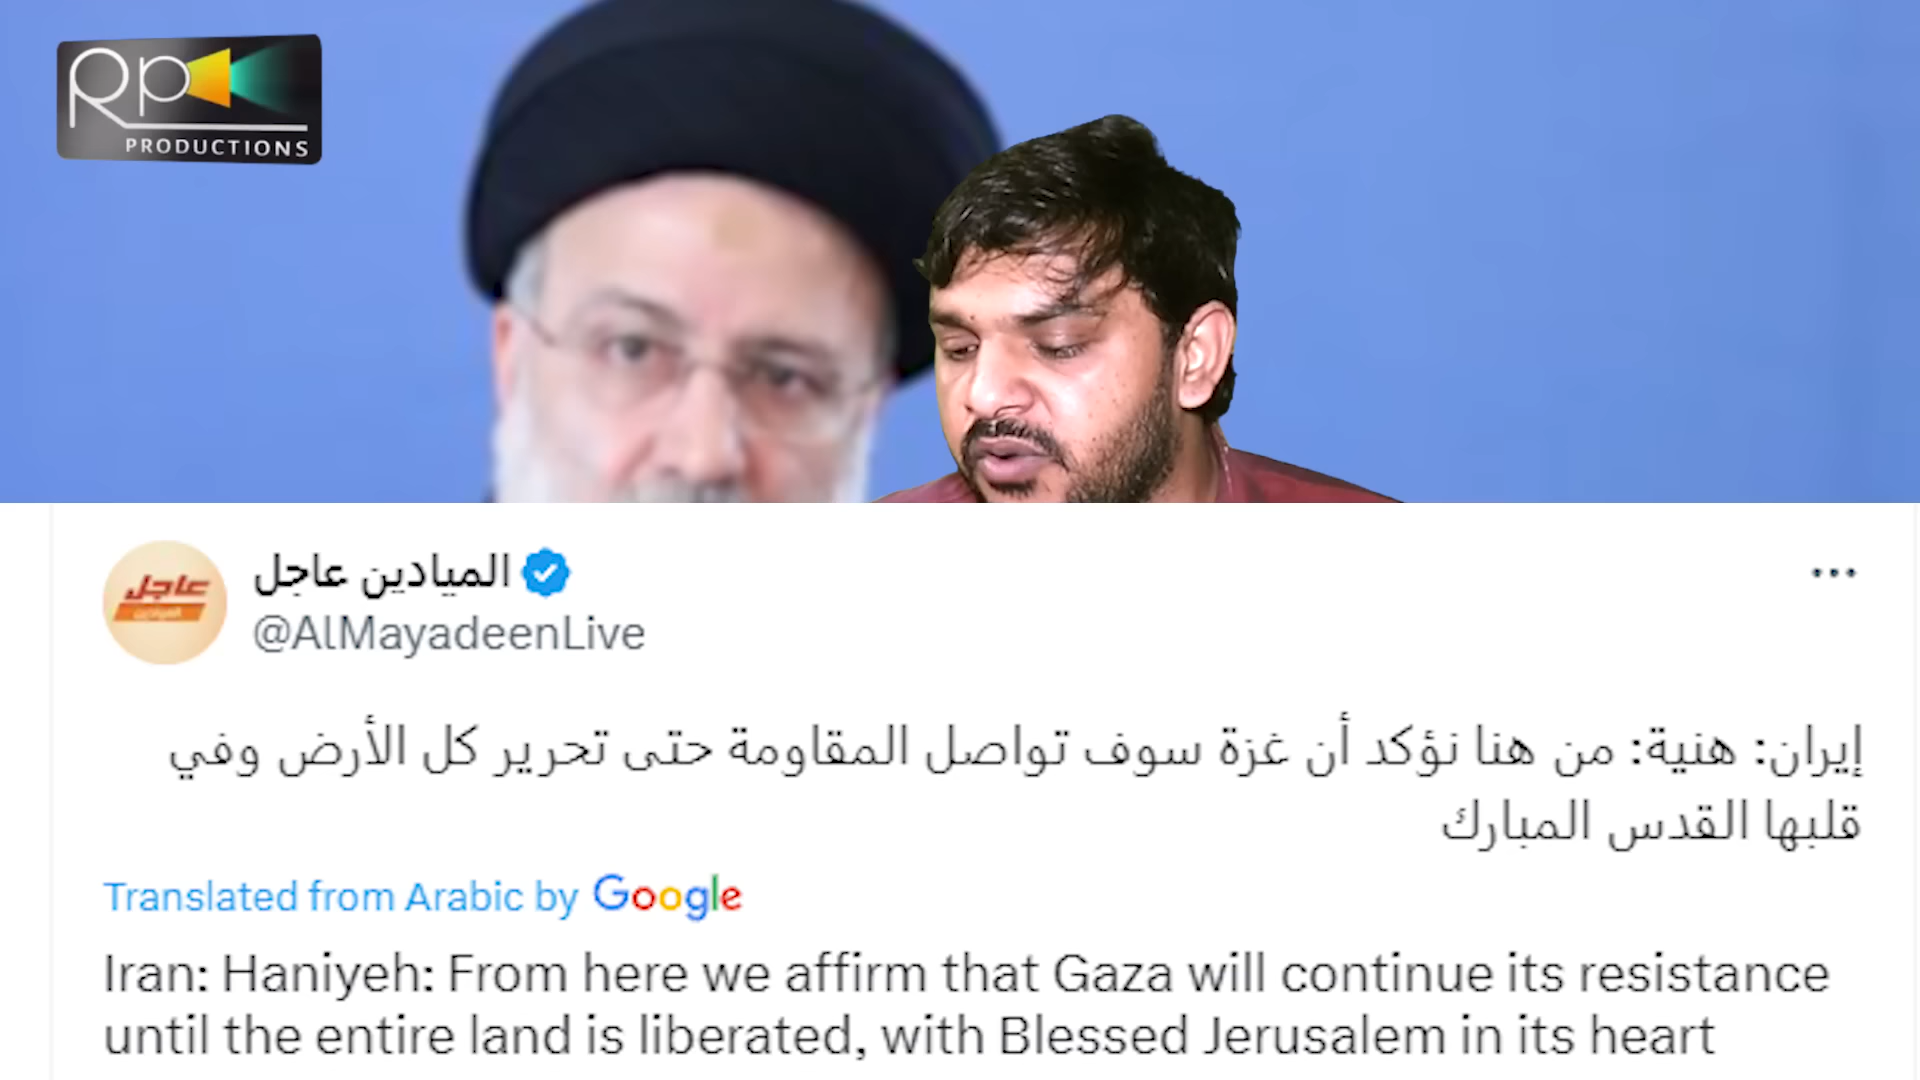 Rp
PRODUCTIONS
عاجل
الميادين
الميادين عاجل
@AlMayadeenLive
إيران: هنية: من هنا نؤكد أن غزة سوف تواصل المقاومة حتى تحرير كل الأرض وفي
قلبها القدس المبارك
Translated from Arabic by Google
Iran: Haniyeh: From here we affirm that Gaza will continue its resistance
until the entire land is liberated, with Blessed Jerusalem in its heart